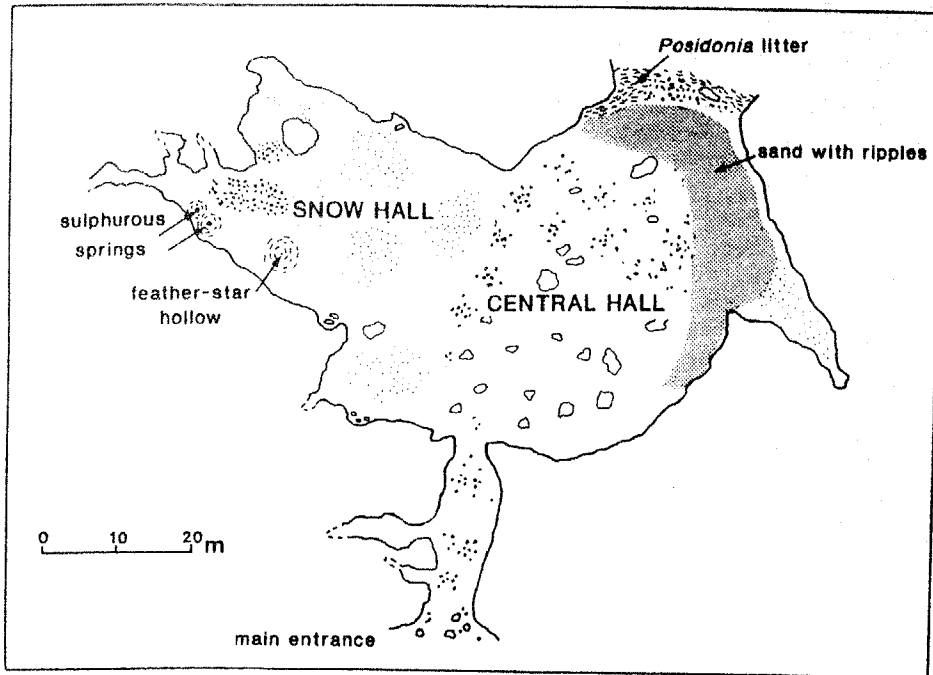 Posidonia litter
sand with ripples
SNOW HALL
sulphurous
springs
feather-star
hollow
CENTRAL HALL
0 10 20 m
main entrance